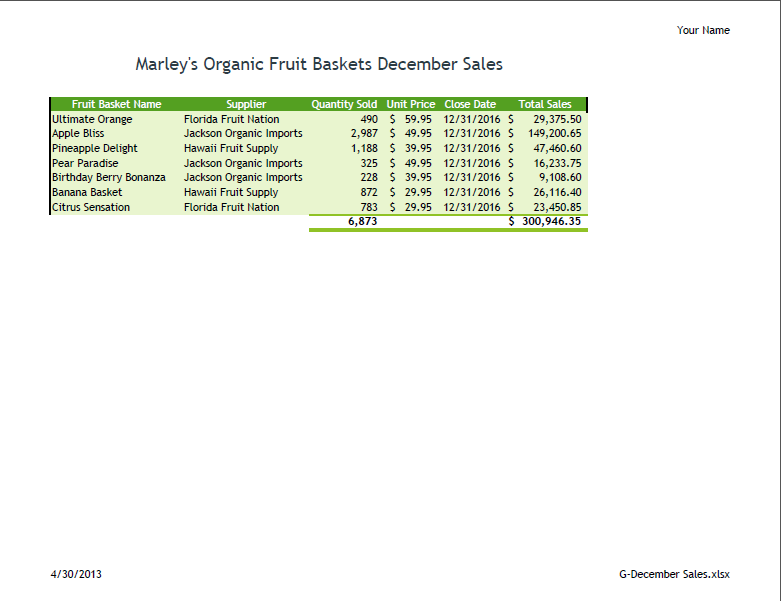 Your Name
Marley's Organic Fruit Baskets December Sales
Fruit Basket Name Supplier Quantity Sold Unit Price Close Date Total Sales
Ultimate Orange Florida Fruit Nation 490 $ 59.95 12/31/2016 $ 29,375.50
Apple Bliss Jackson Organic Imports 2,987 $ 49.95 12/31/2016 $ 149,200.65
Pineapple Delight Hawaii Fruit Supply 1,188 $ 39.95 12/31/2016 $ 47,460.60
Pear Paradise Jackson Organic Imports 325 $ 49.95 12/31/2016 $ 16,233.75
Birthday Berry Bonanza Jackson Organic Imports 228 $ 39.95 12/31/2016 $ 9,108.60
Banana Basket Hawaii Fruit Supply 872 $ 29.95 12/31/2016 $ 26,116.40
Citrus Sensation Florida Fruit Nation 783 $ 29.95 12/31/2016 $ 23,450.85
6,873 $ 300,946.35
4/30/2013 G-December Sales.xlsx